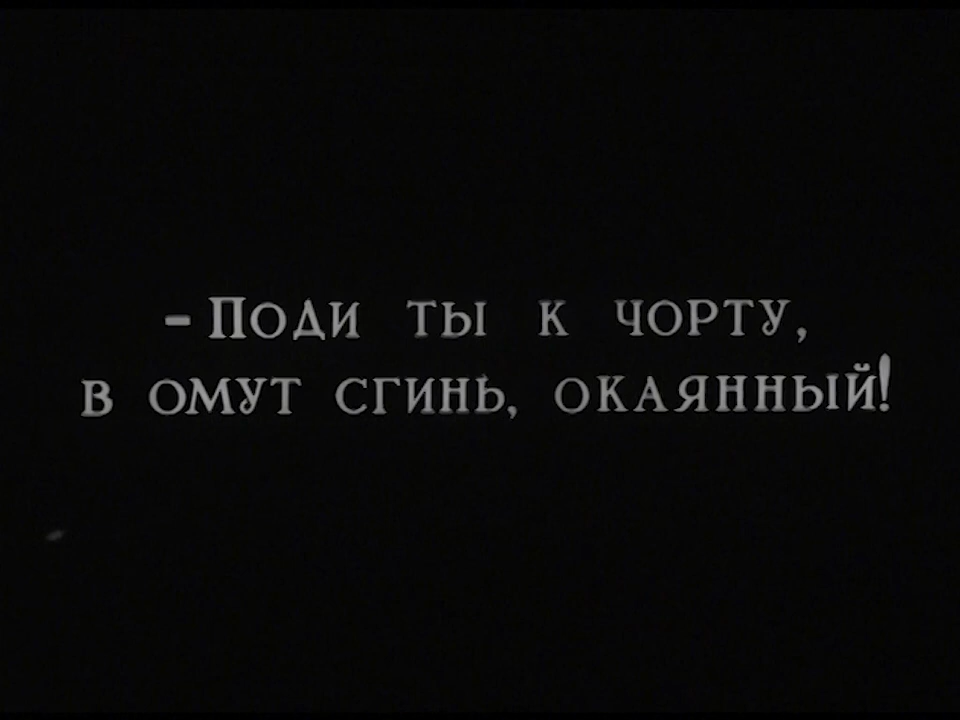 – Поди ты к чорту,
в омут сгинь, окаянный!